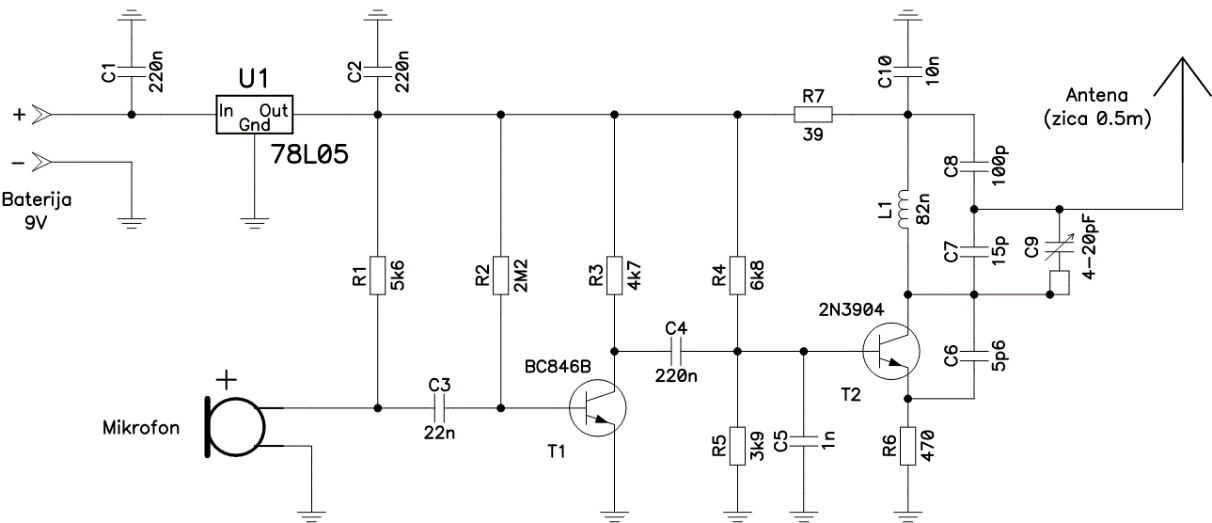 C1
220n
+
-
Baterija
9V
U1
In
Out
Gnd
78L05
C2
220n
R1
5k6
R2
2M2
R3
4k7
R4
6k8
R7
39
C10
10n
L1
82n
C8
100p
C7
15p
C9
4-20pF
Antena
(zica 0.5m)
2N3904
T2
C6
5p6
C4
220n
BC846B
T1
C3
22n
+
Mikrofon
R5
3k9
C5
1n
R6
470